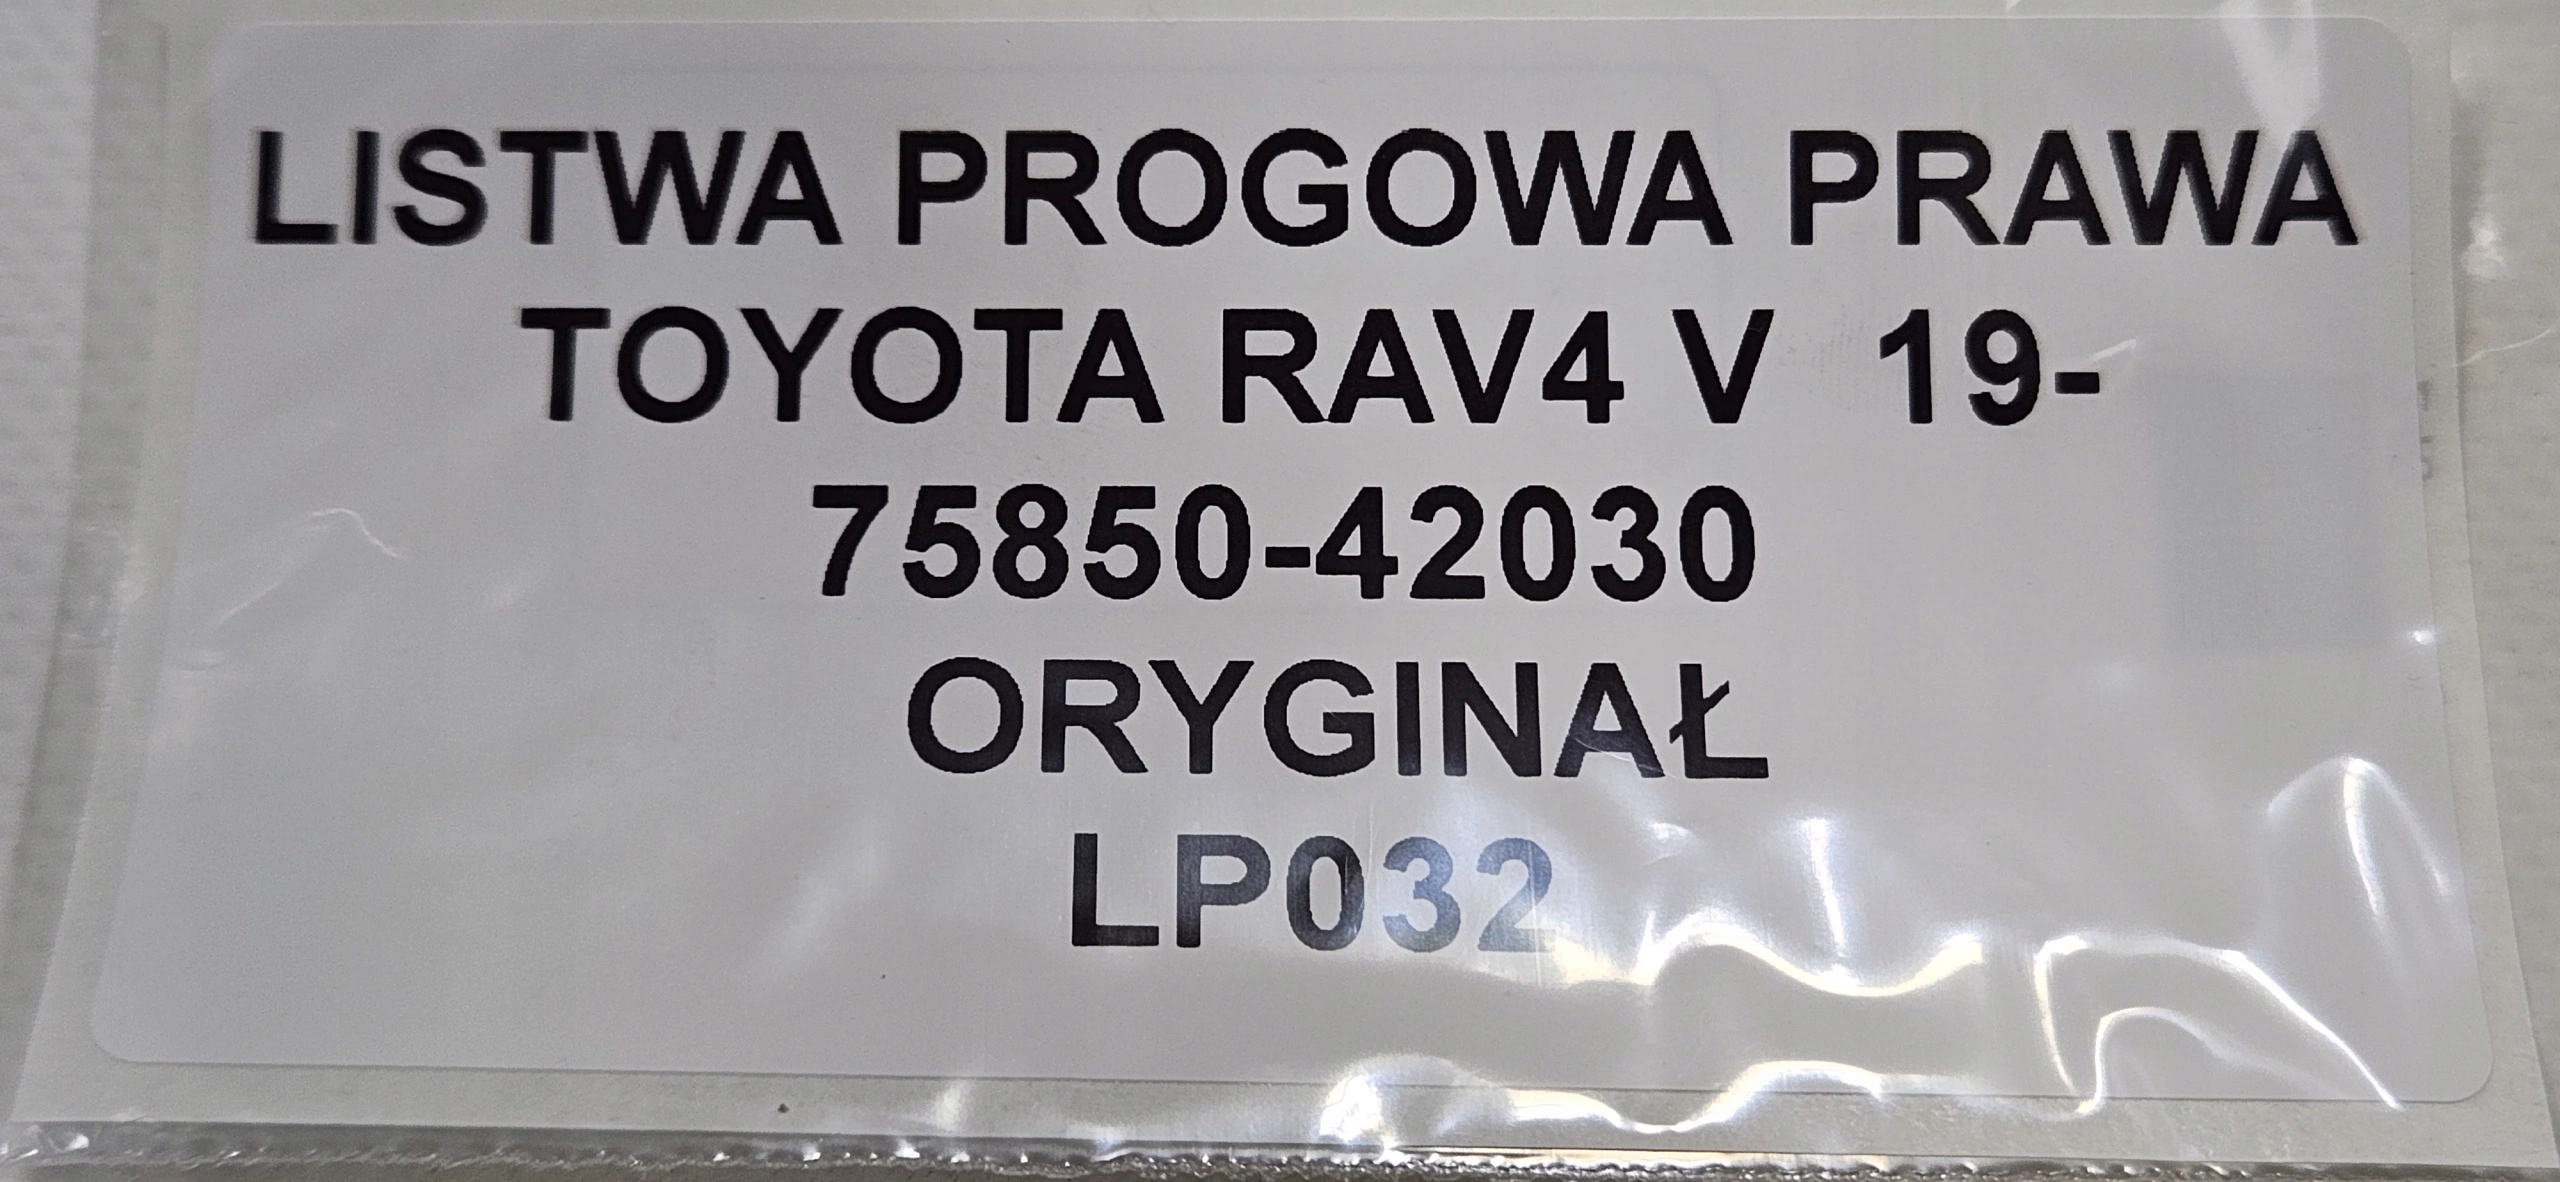 LISTWA PROGOWA PRAWA
TOYOTA RAV4 V 19-
75850-42030
ORYGINAŁ
LP032